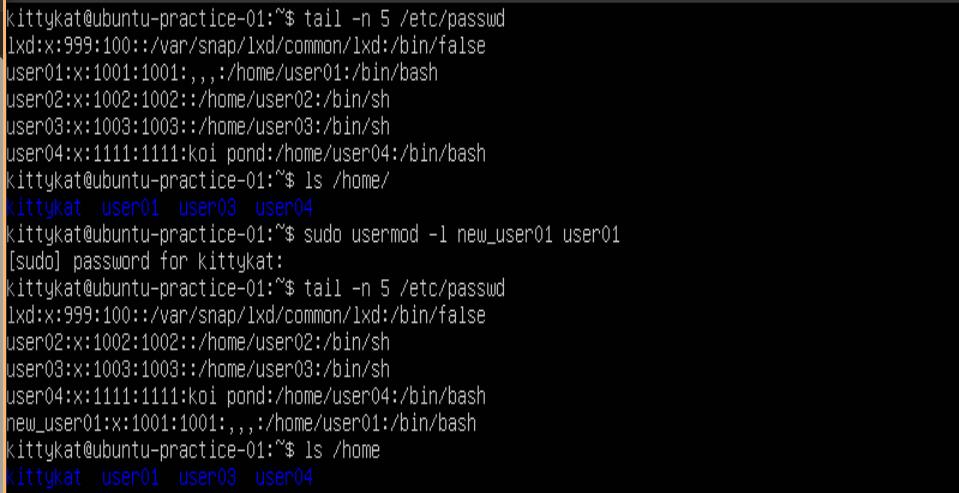 kittykat@ubuntu-practice-01:~$ tail -n 5 /etc/passwd
lxd:x:999:100::/var/snap/lxd/common/lxd:/bin/false
user01:x:1001:1001:,,,:/home/user01:/bin/bash
user02:x:1002:1002::/home/user02:/bin/sh
user03:x:1003:1003::/home/user03:/bin/sh
user04:x:1111:1111:koi pond:/home/user04:/bin/bash
kittykat@ubuntu-practice-01:~$ ls /home/
kittykat  user01  user03  user04
kittykat@ubuntu-practice-01:~$ sudo usermod -l new_user01 user01
[sudo] password for kittykat:
kittykat@ubuntu-practice-01:~$ tail -n 5 /etc/passwd
lxd:x:999:100::/var/snap/lxd/common/lxd:/bin/false
user02:x:1002:1002::/home/user02:/bin/sh
user03:x:1003:1003::/home/user03:/bin/sh
user04:x:1111:1111:koi pond:/home/user04:/bin/bash
new_user01:x:1001:1001:,,,:/home/user01:/bin/bash
kittykat@ubuntu-practice-01:~$ ls /home
kittykat  user01  user03  user04